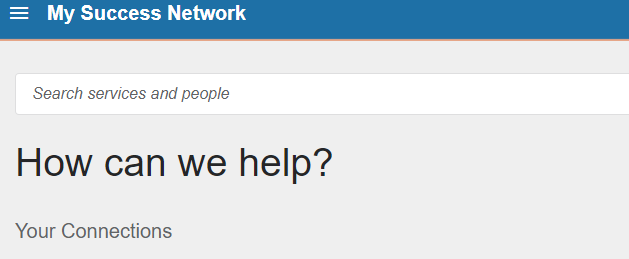 My Success Network
Search services and people
How can we help?
Your Connections